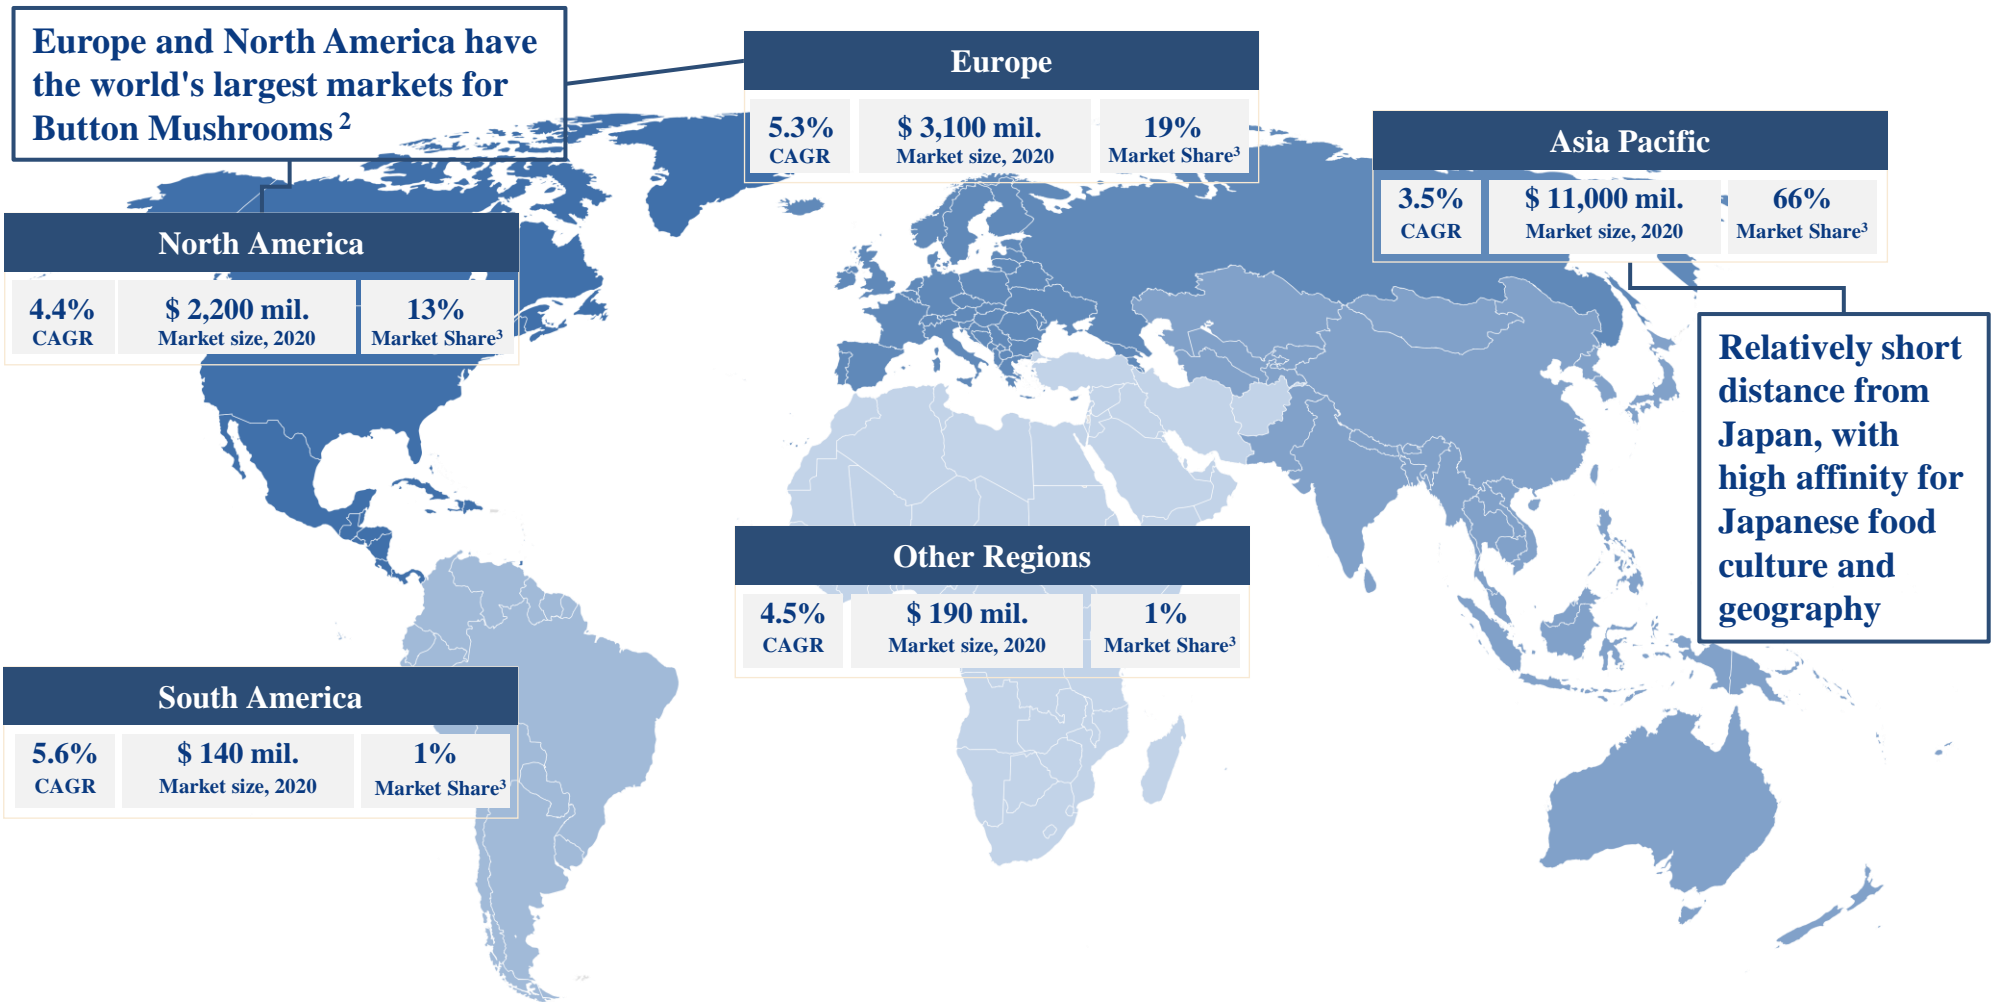 Europe and North America have
the world's largest markets for
Button Mushrooms 2
Europe
5.3%
CAGR
$ 3,100 mil.
Market size, 2020
19%
Market Share3
Asia Pacific
3.5%
CAGR
$ 11,000 mil.
Market size, 2020
66%
Market Share3
North America
4.4%
CAGR
$ 2,200 mil.
Market size, 2020
13%
Market Share3
Relatively short
distance from
Japan, with
high affinity for
Japanese food
culture and
geography
Other Regions
4.5%
CAGR
$ 190 mil.
Market size, 2020
1%
Market Share3
South America
5.6%
CAGR
$ 140 mil.
Market size, 2020
1%
Market Share3